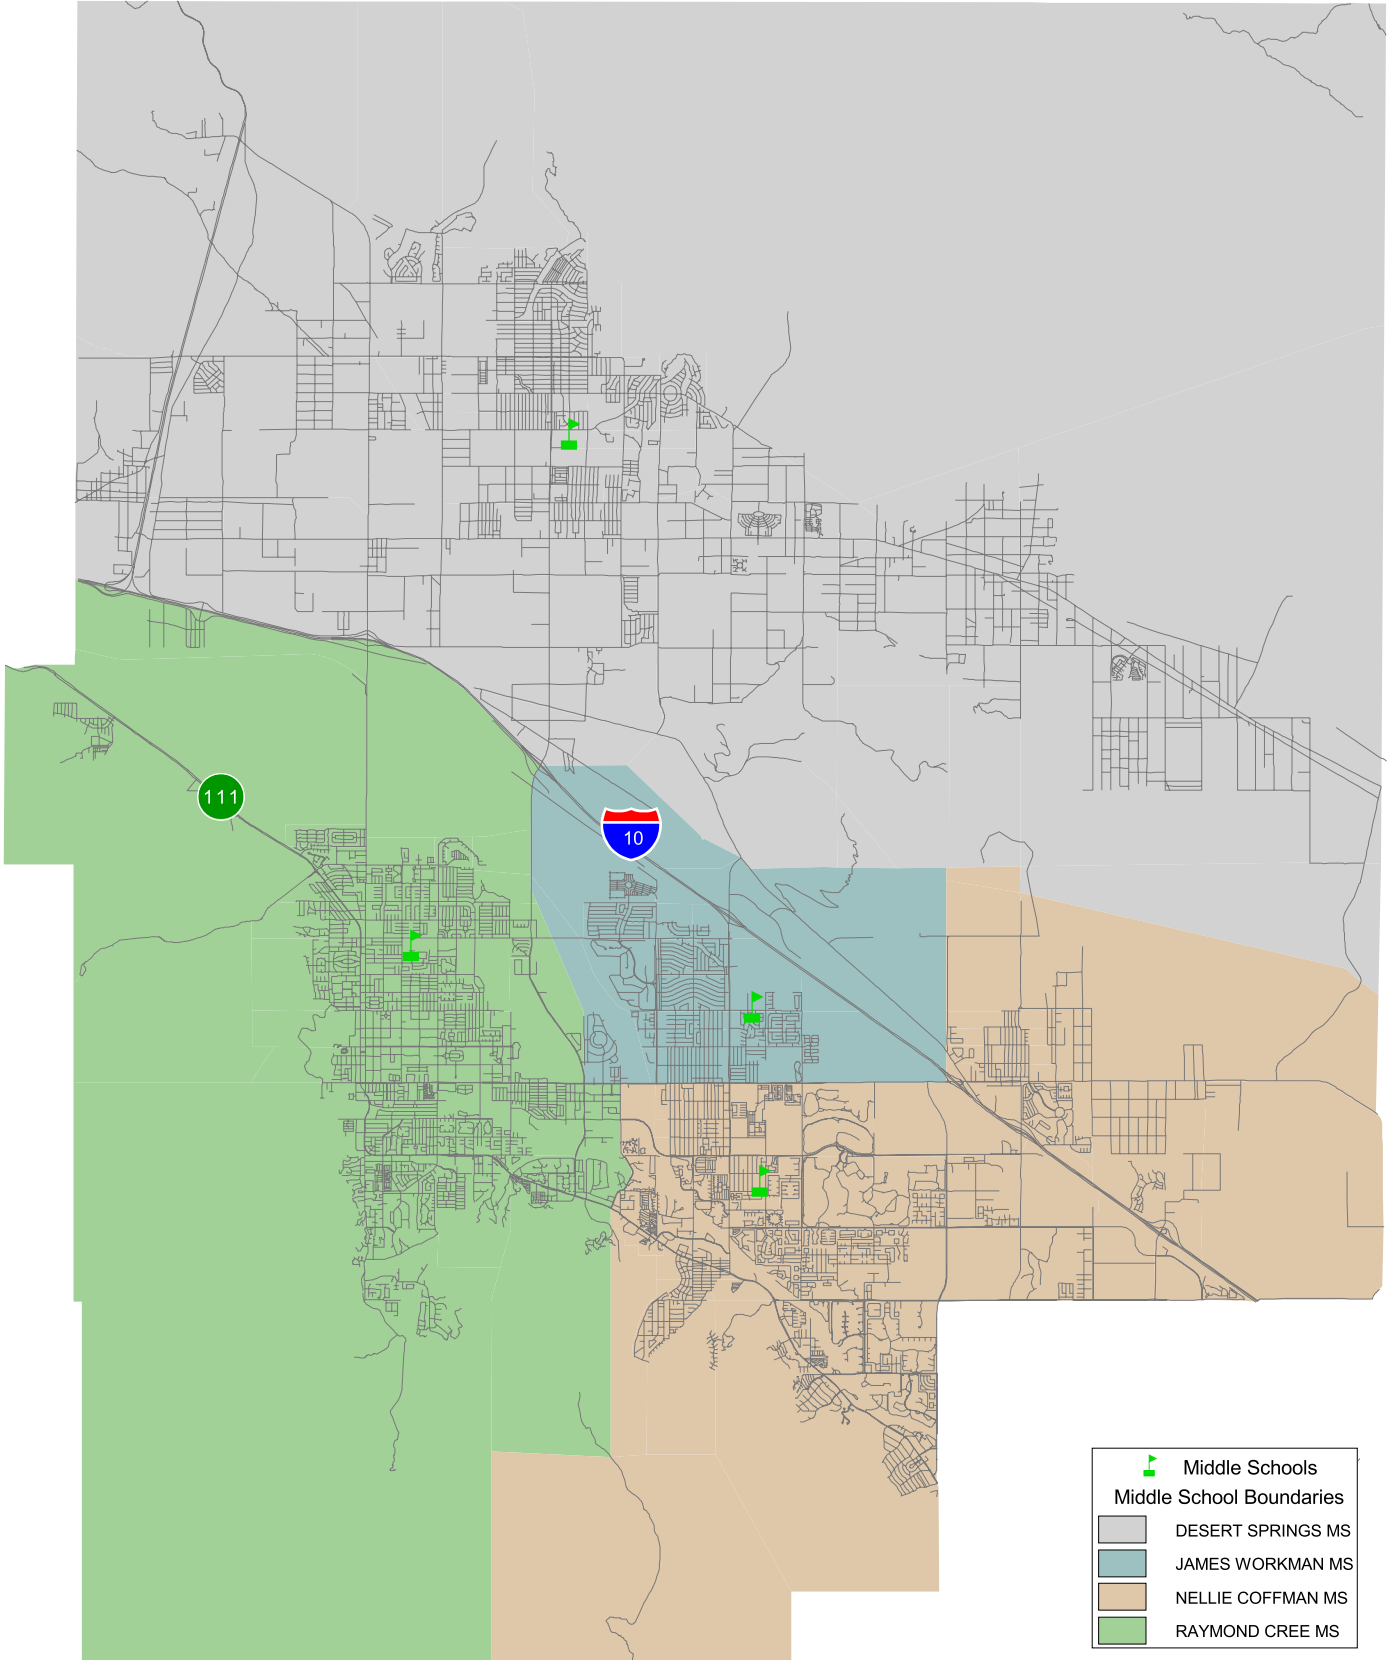 111
10
Middle Schools
Middle School Boundaries
DESERT SPRINGS MS
JAMES WORKMAN MS
NELLIE COFFMAN MS
RAYMOND CREE MS